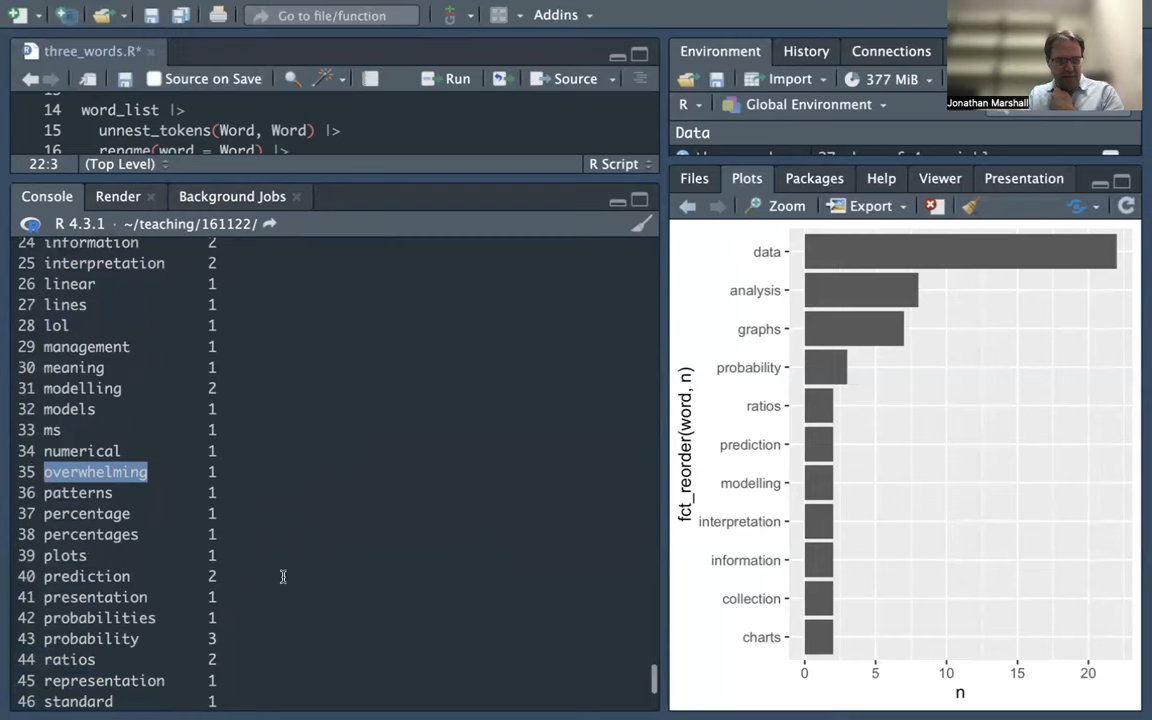 Go to file/function
Addins
three_words.R*
Source on Save
Run
Source
14 word_list |>
15 unnest_tokens(Word, Word) |>
16 rename(word = Word) |>
22:3 (Top Level) R Script
Console Render Background Jobs
R 4.3.1 · ~/teaching/161122/
24 information 2
25 interpretation 2
26 linear 1
27 lines 1
28 lol 1
29 management 1
30 meaning 1
31 modelling 2
32 models 1
33 ms 1
34 numerical 1
35 overwhelming 1
36 patterns 1
37 percentage 1
38 percentages 1
39 plots 1
40 prediction 2
41 presentation 1
42 probabilities 1
43 probability 3
44 ratios 2
45 representation 1
46 standard 1
Environment History Connections
Import 377 MiB
R Global Environment
Data
Jonathan Marshall
Files Plots Packages Help Viewer Presentation
Zoom Export
fct_reorder(word, n)
data
analysis
graphs
probability
ratios
prediction
modelling
interpretation
information
collection
charts
0 5 10 15 20
n